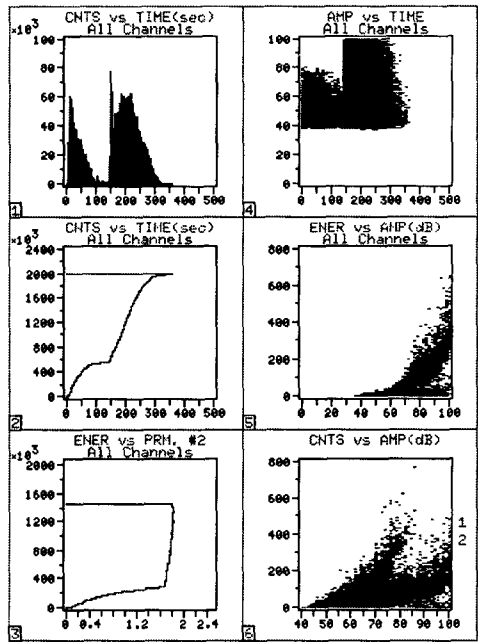 CNTS vs TIME(sec)
All Channels
×10³
100
80
60
40
20
0
0 100 200 300 400 500
1
AMP vs TIME
All Channels
100
80
60
40
20
0
0 100 200 300 400 500
4
CNTS vs TIME(sec)
All Channels
×10³
2400
2000
1600
1200
800
400
0
0 100 200 300 400 500
2
ENER vs AMP(dB)
All Channels
800
600
400
200
0
0 20 40 60 80 100
5
ENER vs PRM. #2
All Channels
×10³
2000
1600
1200
800
400
0
0 0.4 1.2 2 2.4
3
CNTS vs AMP(dB)
800
600
400
200
0
40 50 60 70 80 90 100
1
2
6